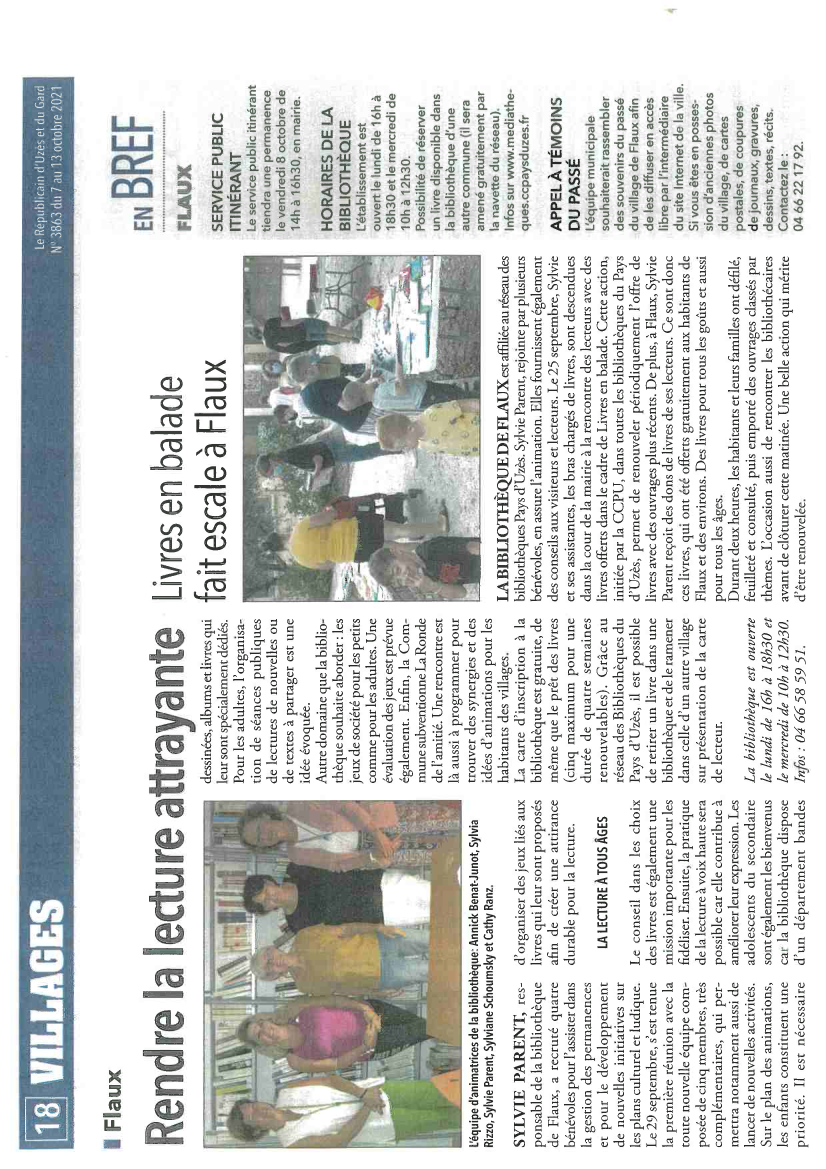 18 VILLAGES
Le Républicain d'Uzès et du Gard
N° 3863 du 7 au 13 octobre 2021
Flaux
Rendre la lecture attrayante
L'équipe d'animatrices de la bibliothèque: Annick Benat-Junot, Sylvia
Rizzo, Sylvie Parent, Sylviane Schoumsky et Cathy Ranz.
SYLVIE PARENT, res-
ponsable de la bibliothèque
de Flaux, a recruté quatre
bénévoles pour l'assister dans
la gestion des permanences
et pour le développement
de nouvelles initiatives sur
les plans culturel et ludique.
Le 29 septembre, s'est tenue
la première réunion avec la
toute nouvelle équipe com-
posée de cinq membres, très
complémentaires, qui per-
mettra notamment aussi de
lancer de nouvelles activités.
Sur le plan des animations,
les enfants constituent une
priorité. Il est nécessaire
d'organiser des jeux liés aux
livres qui leur sont proposés
afin de créer une attirance
durable pour la lecture.
LA LECTURE À TOUS ÂGES
Le conseil dans les choix
des livres est également une
mission importante pour les
fidéliser. Ensuite, la pratique
de la lecture à voix haute sera
possible car elle contribue à
améliorer leur expression. Les
adolescents du secondaire
sont également les bienvenus
car la bibliothèque dispose
d'un département bandes
dessinées, albums et livres qui
leur sont spécialement dédiés.
Pour les adultes, l'organisa-
tion de séances publiques
de lectures de nouvelles ou
de textes à partager est une
idée évoquée.
Autre domaine que la biblio-
thèque souhaite aborder : les
jeux de société pour les petits
comme pour les adultes. Une
évaluation des jeux est prévue
également. Enfin, la Com-
mune subventionne La Ronde
de l'amitié. Une rencontre est
là aussi à programmer pour
trouver des synergies et des
idées d'animations pour les
habitants des villages.
La carte d'inscription à la
bibliothèque est gratuite, de
même que le prêt des livres
(cinq maximum pour une
durée de quatre semaines
renouvelables). Grâce au
réseau des Bibliothèques du
Pays d'Uzès, il est possible
de retirer un livre dans une
bibliothèque et de le ramener
dans celle d'un autre village
sur présentation de la carte
de lecteur.
La bibliothèque est ouverte
le lundi de 16h à 18h30 et
le mercredi de 10h à 12h30.
Infos : 04 66 58 59 51.
Livres en balade
fait escale à Flaux
LA BIBLIOTHÈQUE DE FLAUX est affiliée au réseau des
bibliothèques Pays d'Uzès. Sylvie Parent, rejointe par plusieurs
bénévoles, en assure l'animation. Elles fournissent également
des conseils aux visiteurs et lecteurs. Le 25 septembre, Sylvie
et ses assistantes, les bras chargés de livres, sont descendues
dans la cour de la mairie à la rencontre des lecteurs avec des
livres offerts dans le cadre de Livres en balade. Cette action,
initiée par la CCPU, dans toutes les bibliothèques du Pays
d'Uzès, permet de renouveler périodiquement l'offre de
livres avec des ouvrages plus récents. De plus, à Flaux, Sylvie
Parent reçoit des dons de livres de ses lecteurs. Ce sont donc
ces livres, qui ont été offerts gratuitement aux habitants de
Flaux et des environs. Des livres pour tous les goûts et aussi
pour tous les âges.
Durant deux heures, les habitants et leurs familles ont défilé,
feuilleté et consulté, puis emporté des ouvrages classés par
thèmes. L'occasion aussi de rencontrer les bibliothécaires
avant de clôturer cette matinée. Une belle action qui mérite
d'être renouvelée.
EN BREF
FLAUX
SERVICE PUBLIC
ITINÉRANT
Le service public itinérant
tiendra une permanence
le vendredi 8 octobre de
14h à 16h30, en mairie.
HORAIRES DE LA
BIBLIOTHÈQUE
L'établissement est
ouvert le lundi de 16h à
18h30 et le mercredi de
10h à 12h30.
Possibilité de réserver
un livre disponible dans
la bibliothèque d'une
autre commune (il sera
amené gratuitement par
la navette du réseau).
Infos sur www.mediathe-
ques.ccpaysduzes.fr
APPEL À TÉMOINS
DU PASSÉ
L'équipe municipale
souhaiterait rassembler
des souvenirs du passé
du village de Flaux afin
de les diffuser en accès
libre par l'intermédiaire
du site Internet de la ville.
Si vous êtes en posses-
sion d'anciennes photos
du village, de cartes
postales, de coupures
de journaux, gravures,
dessins, textes, récits.
Contactez le :
04 66 22 17 92.